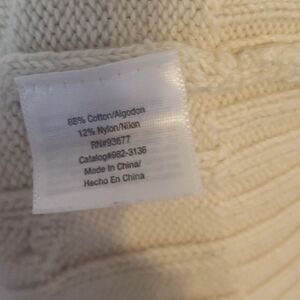 88% Cotton/Algodon
12% Nylon/Nilon
RN#93677
Catalog#982-3136
Made In China/
Hecho En China